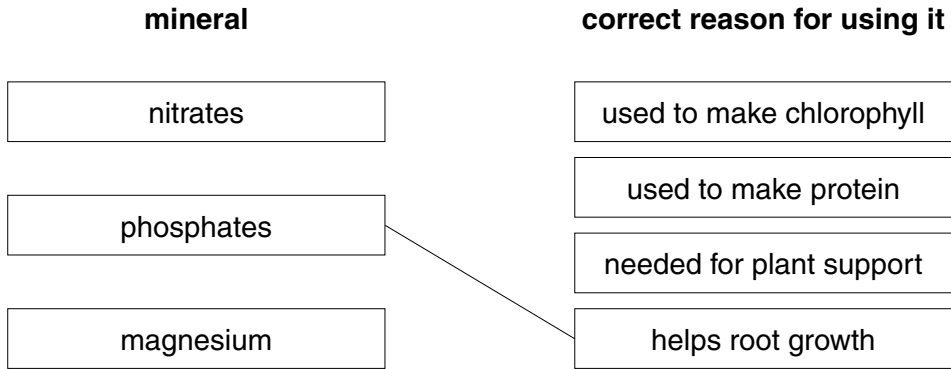 mineral
correct reason for using it
nitrates
used to make chlorophyll
used to make protein
phosphates
needed for plant support
magnesium
helps root growth